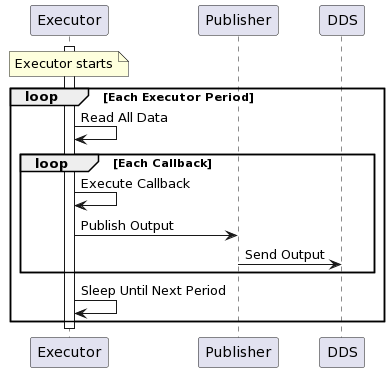 Executor Publisher DDS
Executor starts
loop [Each Executor Period]
Read All Data
loop [Each Callback]
Execute Callback
Publish Output
Send Output
Sleep Until Next Period
Executor Publisher DDS